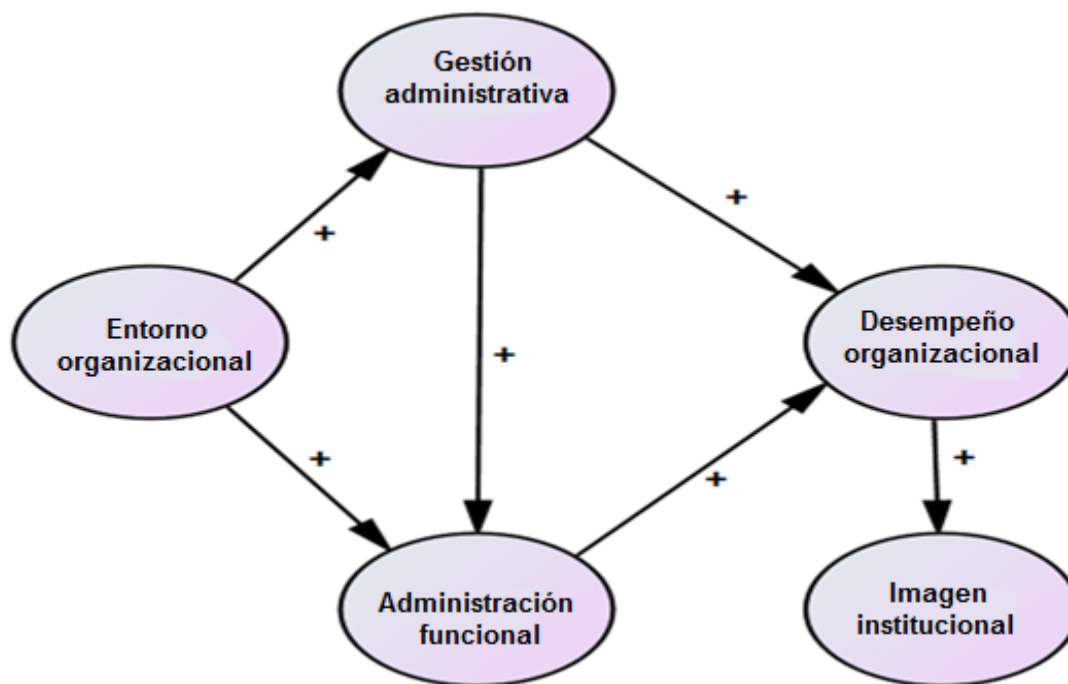 Gestión
administrativa
+
+
Entorno
organizacional
Desempeño
organizacional
+
+
+
+
Administración
funcional
Imagen
institucional